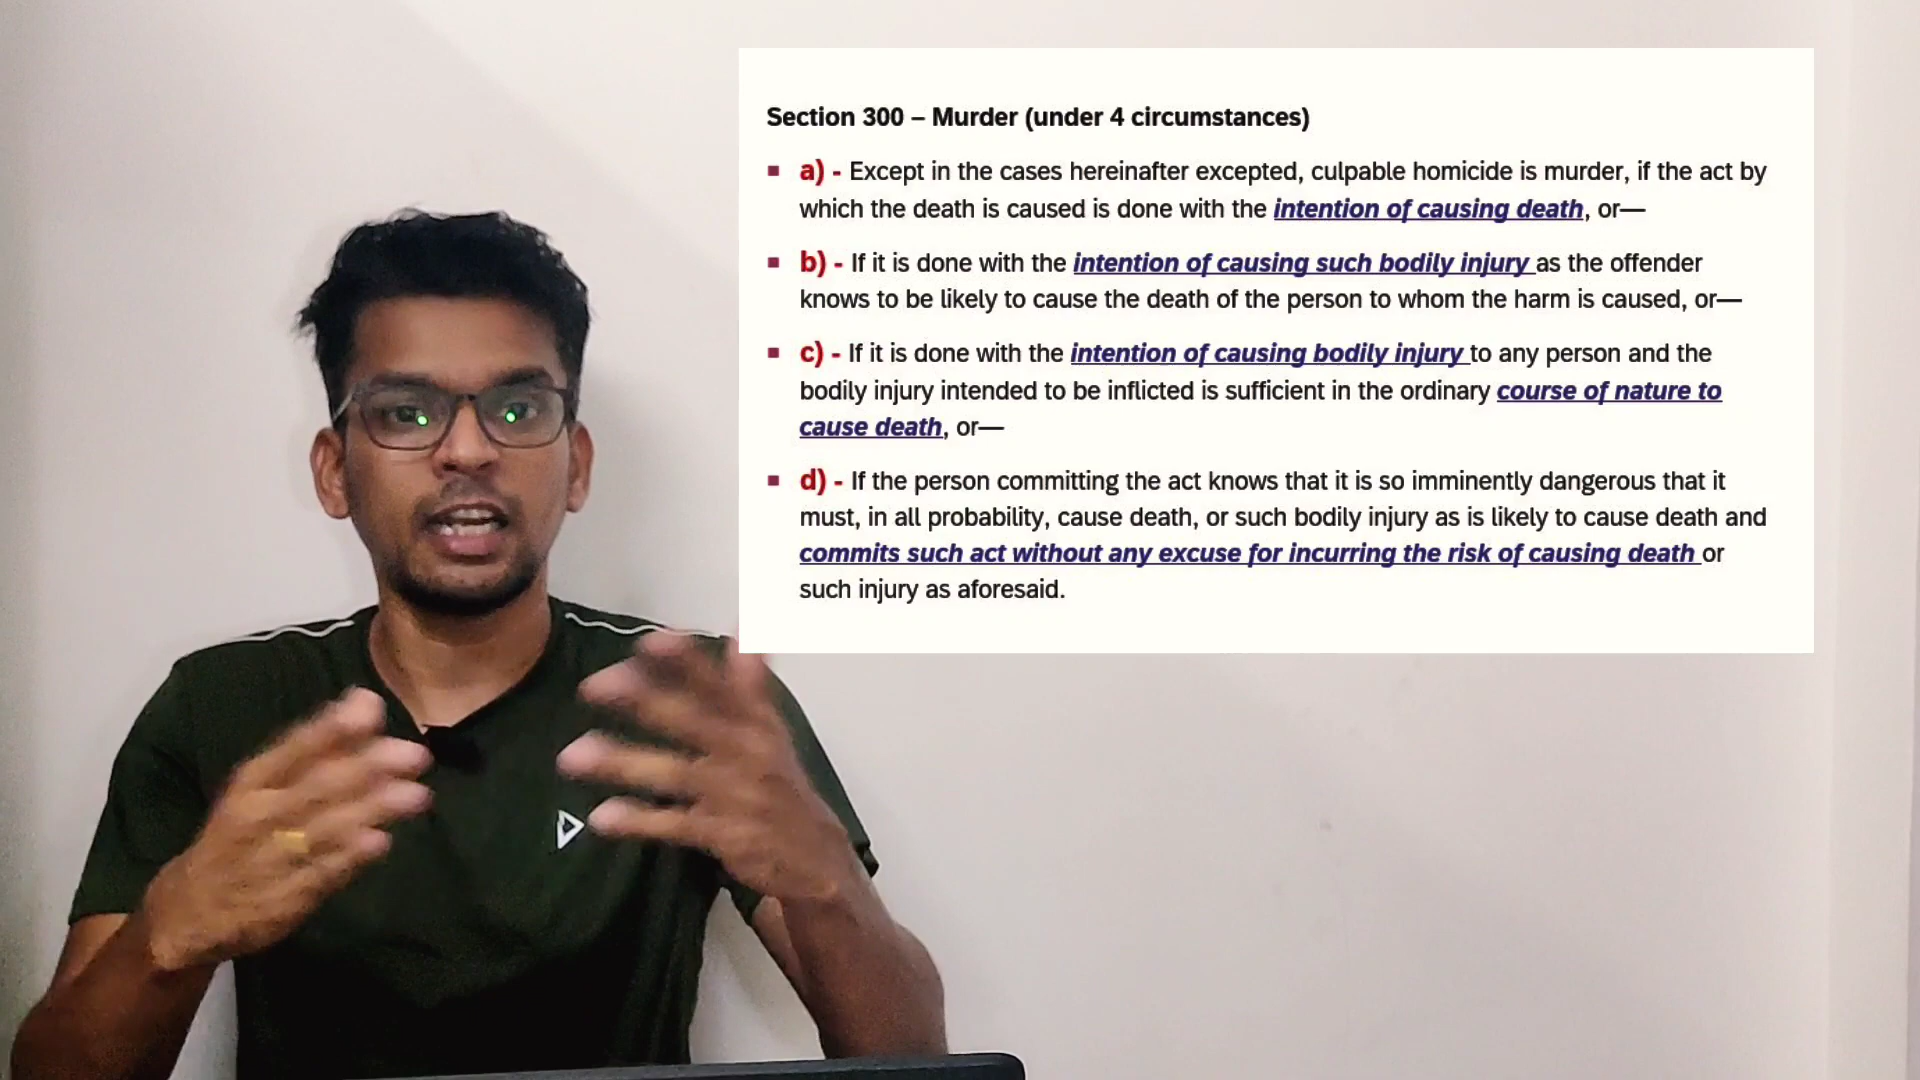 Section 300 – Murder (under 4 circumstances)
a) - Except in the cases hereinafter excepted, culpable homicide is murder, if the act by
which the death is caused is done with the intention of causing death, or—
b) - If it is done with the intention of causing such bodily injury as the offender
knows to be likely to cause the death of the person to whom the harm is caused, or—
c) - If it is done with the intention of causing bodily injury to any person and the
bodily injury intended to be inflicted is sufficient in the ordinary course of nature to
cause death, or—
d) - If the person committing the act knows that it is so imminently dangerous that it
must, in all probability, cause death, or such bodily injury as is likely to cause death and
commits such act without any excuse for incurring the risk of causing death or
such injury as aforesaid.